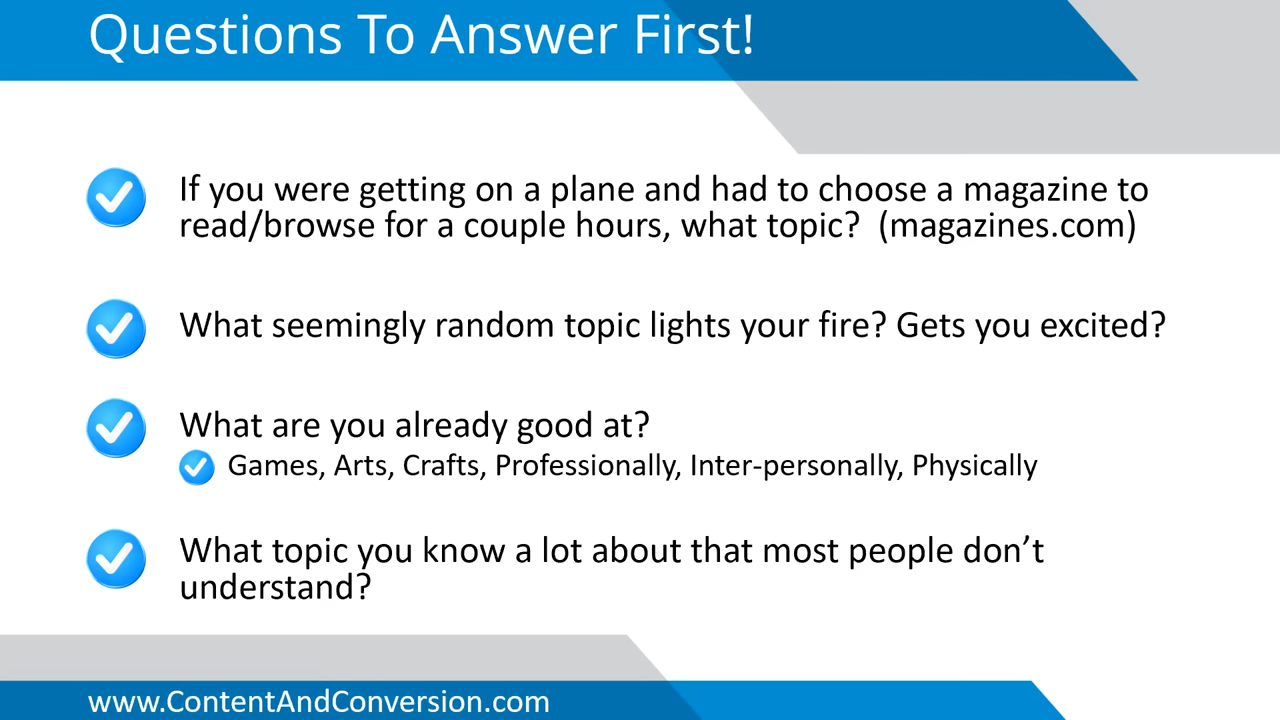 Questions To Answer First!
If you were getting on a plane and had to choose a magazine to
read/browse for a couple hours, what topic?  (magazines.com)
What seemingly random topic lights your fire? Gets you excited?
What are you already good at?
Games, Arts, Crafts, Professionally, Inter-personally, Physically
What topic you know a lot about that most people don’t
understand?
www.ContentAndConversion.com